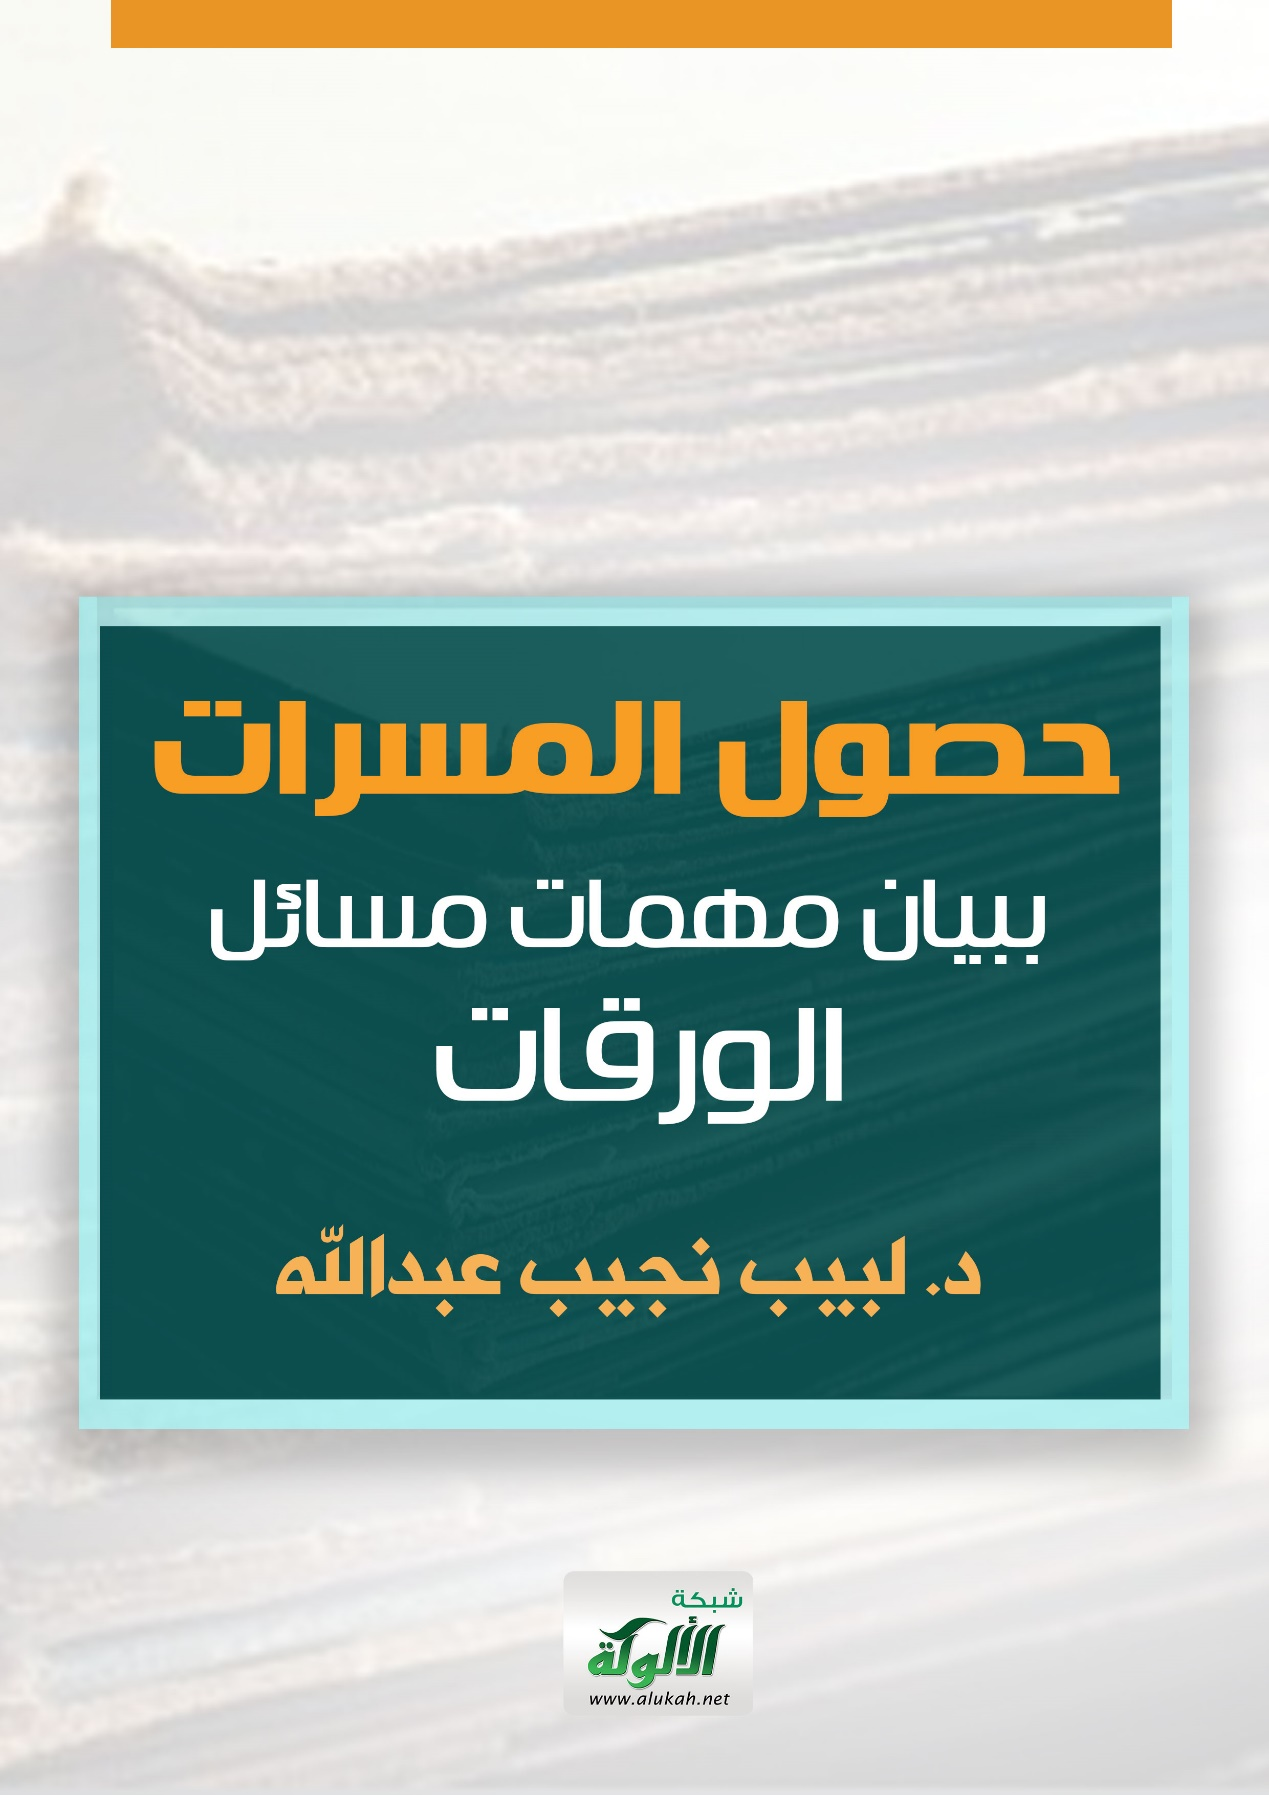 حصول المسرات
ببيان مهمات مسائل
الورقات
د. لبيب نجيب عبدالله
شبكة
الألوكة
www.alukah.net